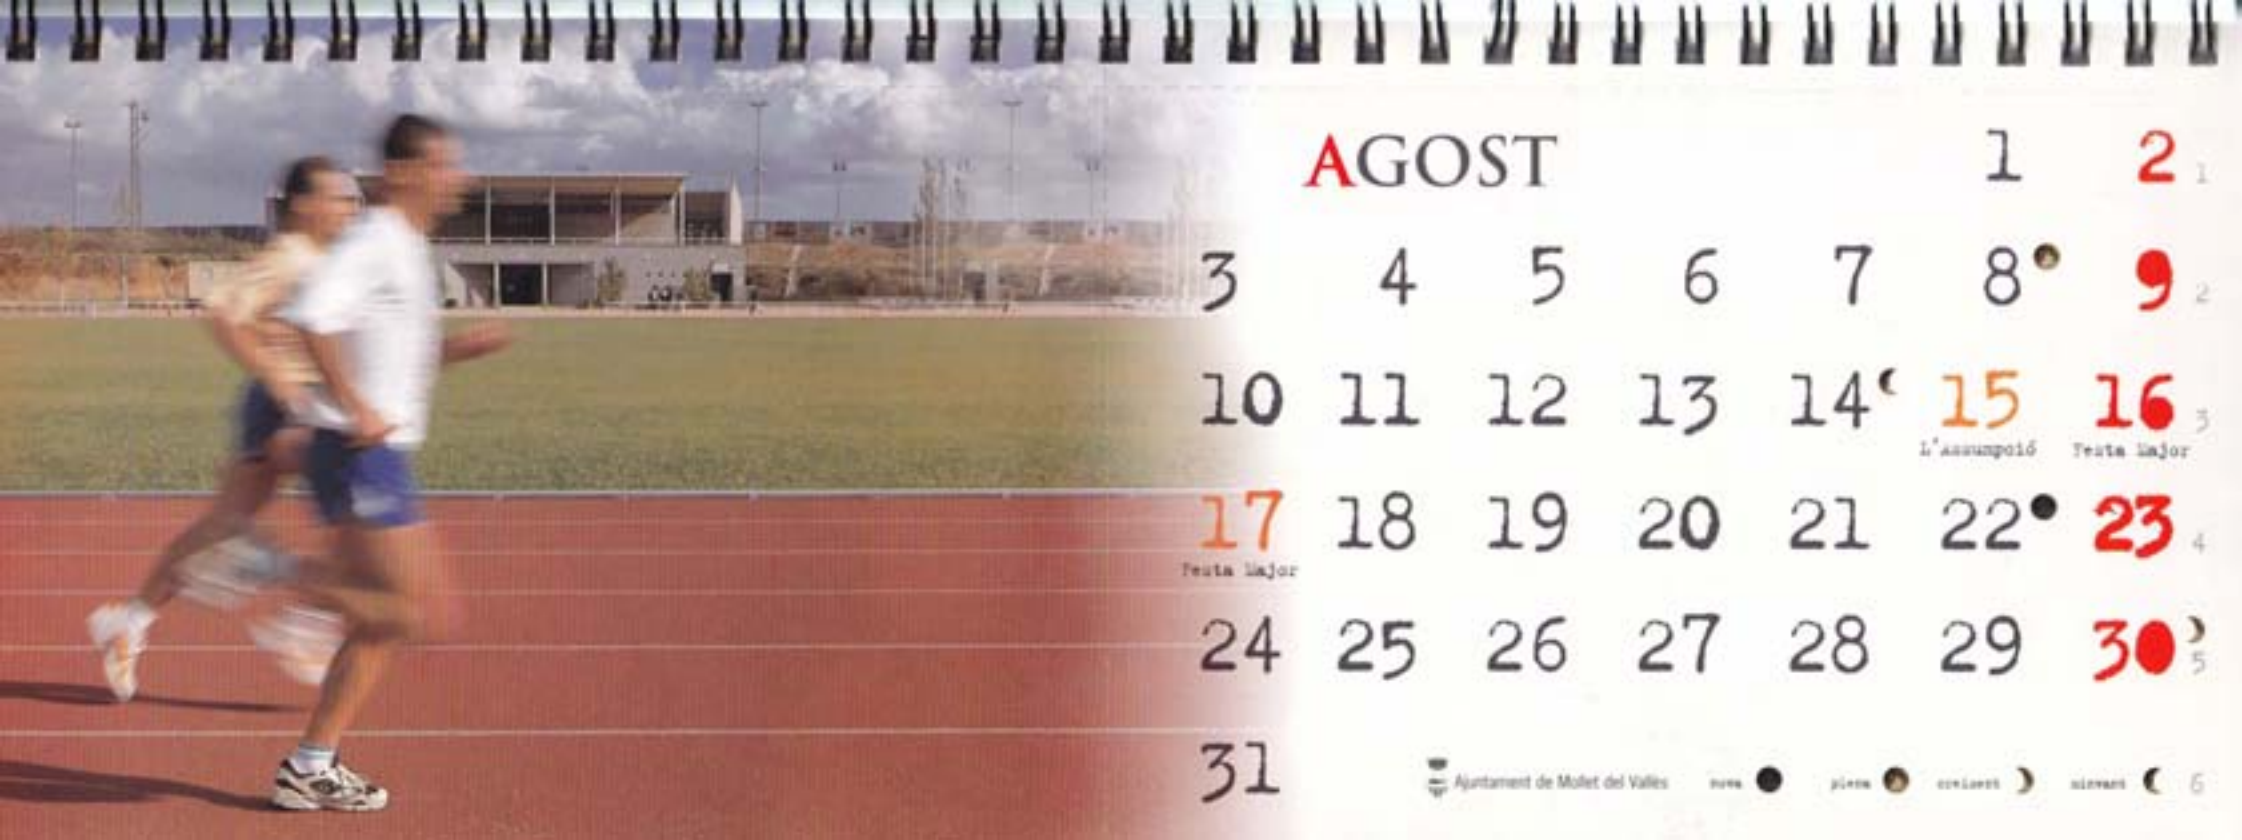 AGOST 1 2 1
3 4 5 6 7 8 9 2
10 11 12 13 14 15 16 3
L'Assumpció Festa Major
17 18 19 20 21 22 23 4
Festa Major
24 25 26 27 28 29 30 5
31
Ajuntament de Mollet del Vallès nova plena creixent minvant 6